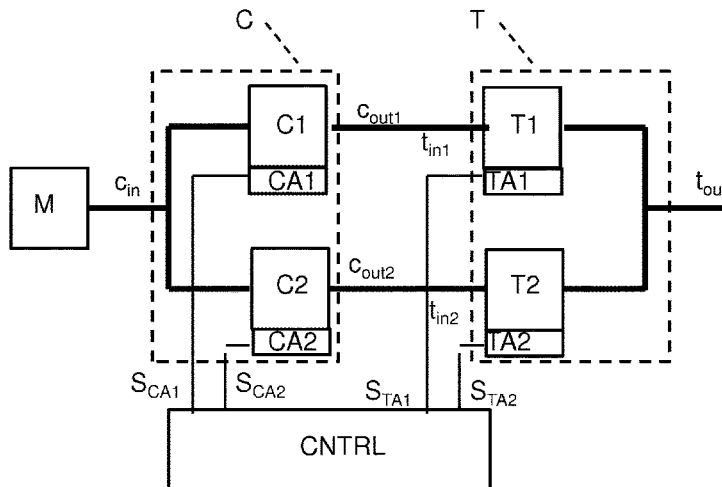 C
T
C1
c_out1
T1
t_in1
M
c_in
CA1
TA1
t_ou
C2
c_out2
T2
t_in2
CA2
TA2
S_CA1
S_CA2
S_TA1
S_TA2
CNTRL